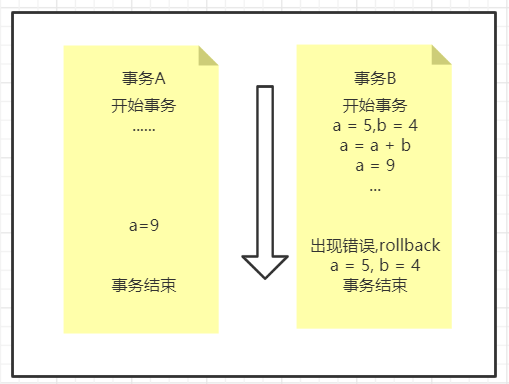 事务A
开始事务
......
a=9
事务结束
事务B
开始事务
a = 5,b = 4
a = a + b
a = 9
...
出现错误,rollback
a = 5, b = 4
事务结束